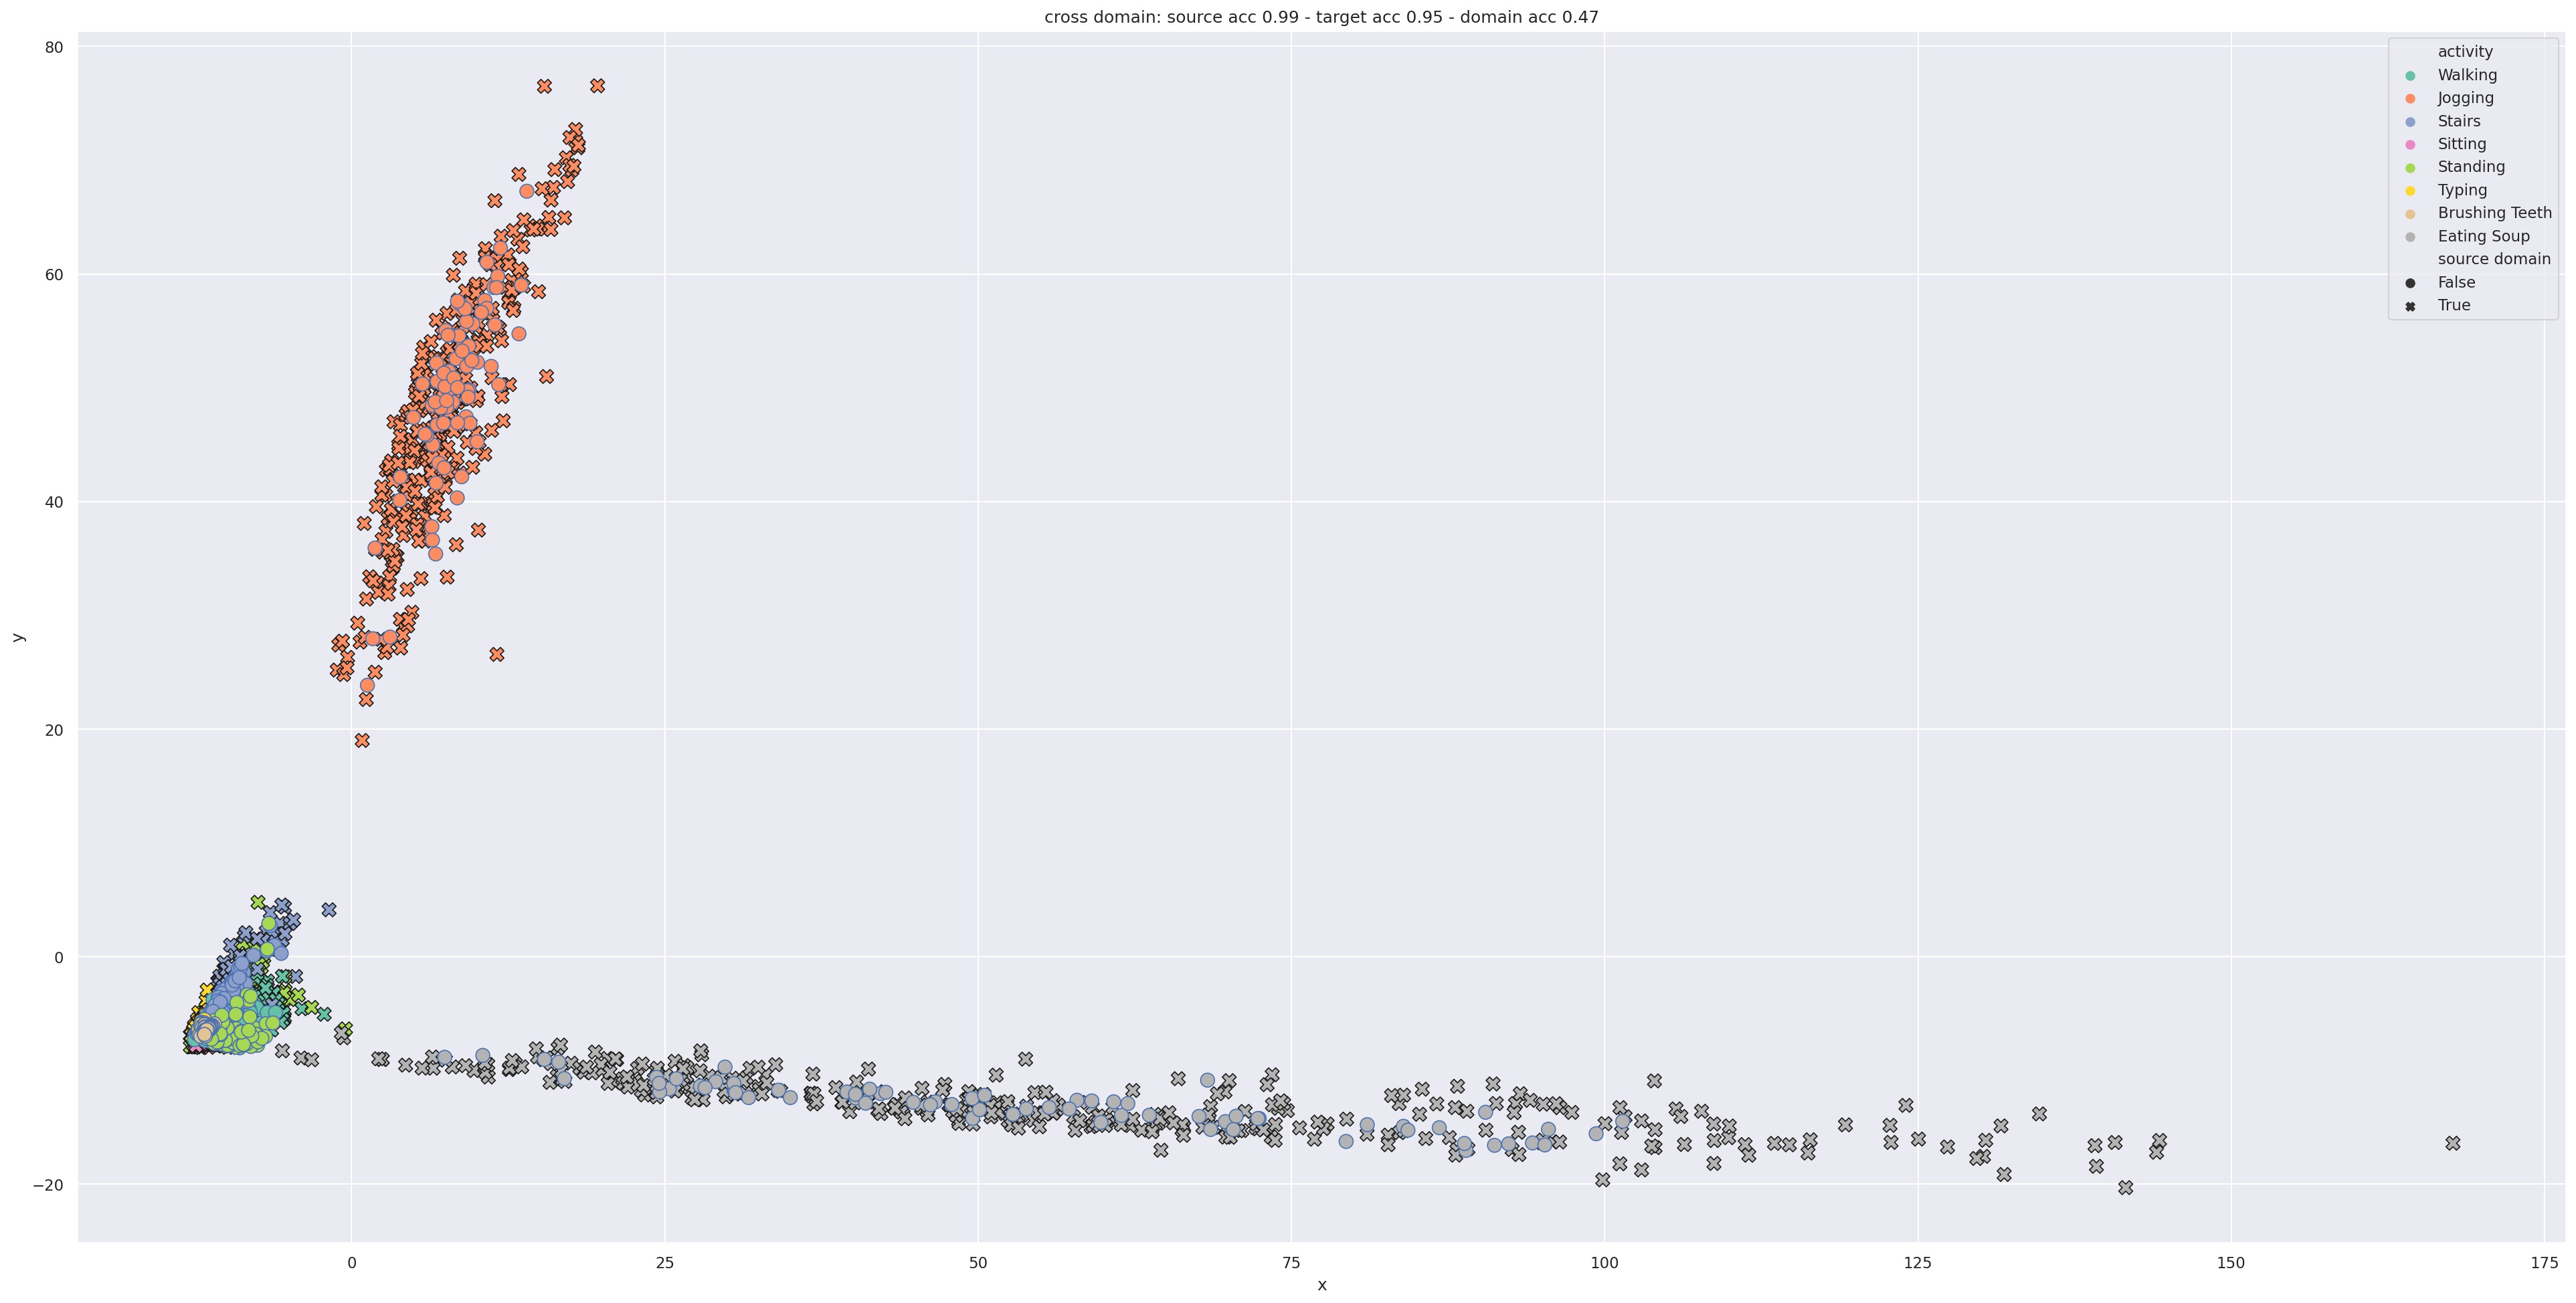 cross domain: source acc 0.99 - target acc 0.95 - domain acc 0.47
activity
Walking
Jogging
Stairs
Sitting
Standing
Typing
Brushing Teeth
Eating Soup
source domain
False
True
80
60
40
20
0
−20
y
0 25 50 75 100 125 150 175
x